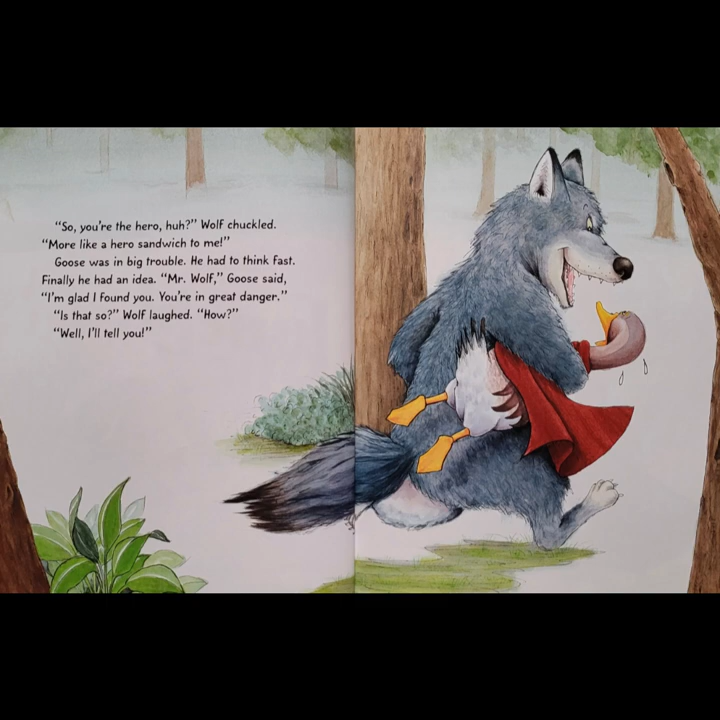 “So, you’re the hero, huh?” Wolf chuckled.
“More like a hero sandwich to me!”
Goose was in big trouble. He had to think fast.
Finally he had an idea. “Mr. Wolf,” Goose said,
“I’m glad I found you. You’re in great danger.”
“Is that so?” Wolf laughed. “How?”
“Well, I’ll tell you!”